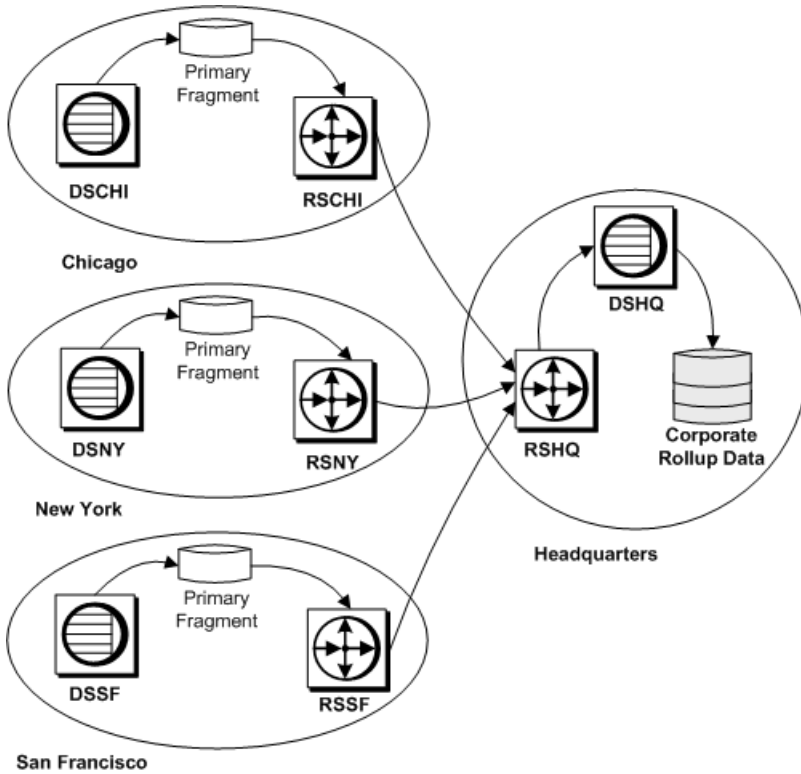 Primary
Fragment
DSCHI
RSCHI
Chicago
Primary
Fragment
DSNY
RSNY
New York
Primary
Fragment
DSSF
RSSF
San Francisco
DSHQ
RSHQ
Corporate
Rollup Data
Headquarters